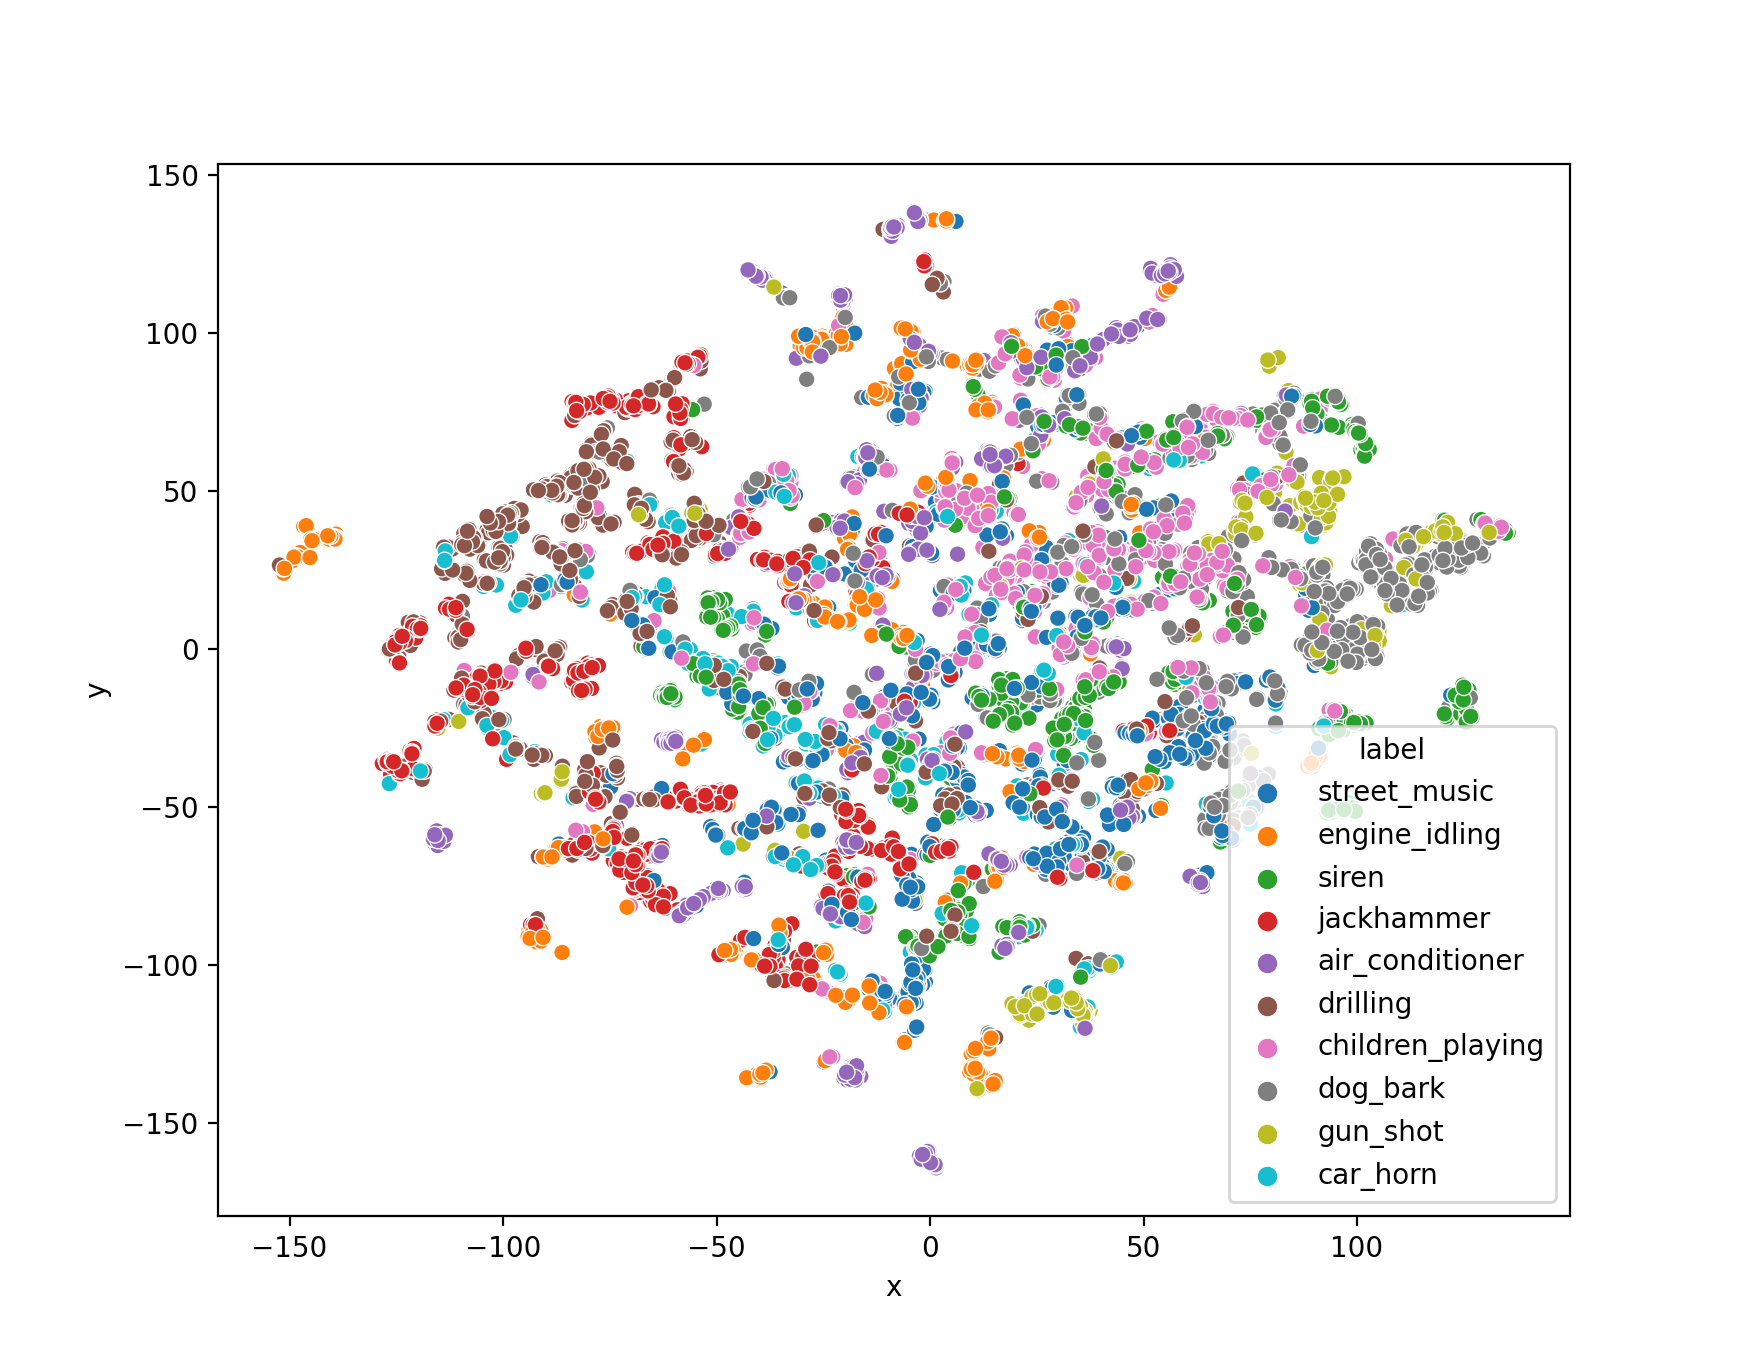 150
100
50
0
−50
−100
−150
y
−150
−100
−50
0
50
100
x
label
street_music
engine_idling
siren
jackhammer
air_conditioner
drilling
children_playing
dog_bark
gun_shot
car_horn